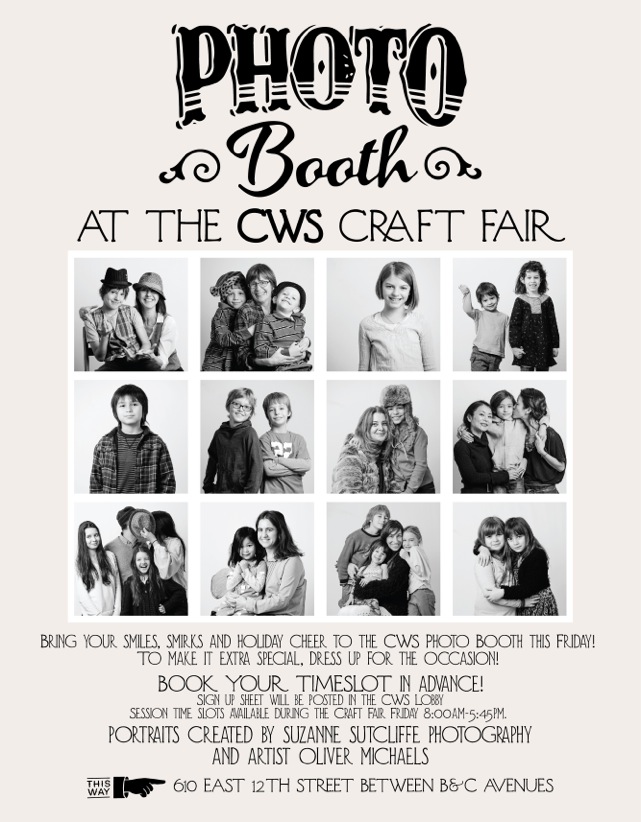 PHOTO
Booth
AT THE CWS CRAFT FAIR
BRING YOUR SMILES, SMIRKS AND HOLIDAY CHEER TO THE CWS PHOTO BOOTH THIS FRIDAY!
TO MAKE IT EXTRA SPECIAL, DRESS UP FOR THE OCCASION!
BOOK YOUR TIMESLOT IN ADVANCE!
SIGN UP SHEET WILL BE POSTED IN THE CWS LOBBY
SESSION TIME SLOTS AVAILABLE DURING THE CRAFT FAIR FRIDAY 8:00AM-5:45PM.
PORTRAITS CREATED BY SUZANNE SUTCLIFFE PHOTOGRAPHY
AND ARTIST OLIVER MICHAELS
THIS WAY 610 EAST 12TH STREET BETWEEN B&C AVENUES